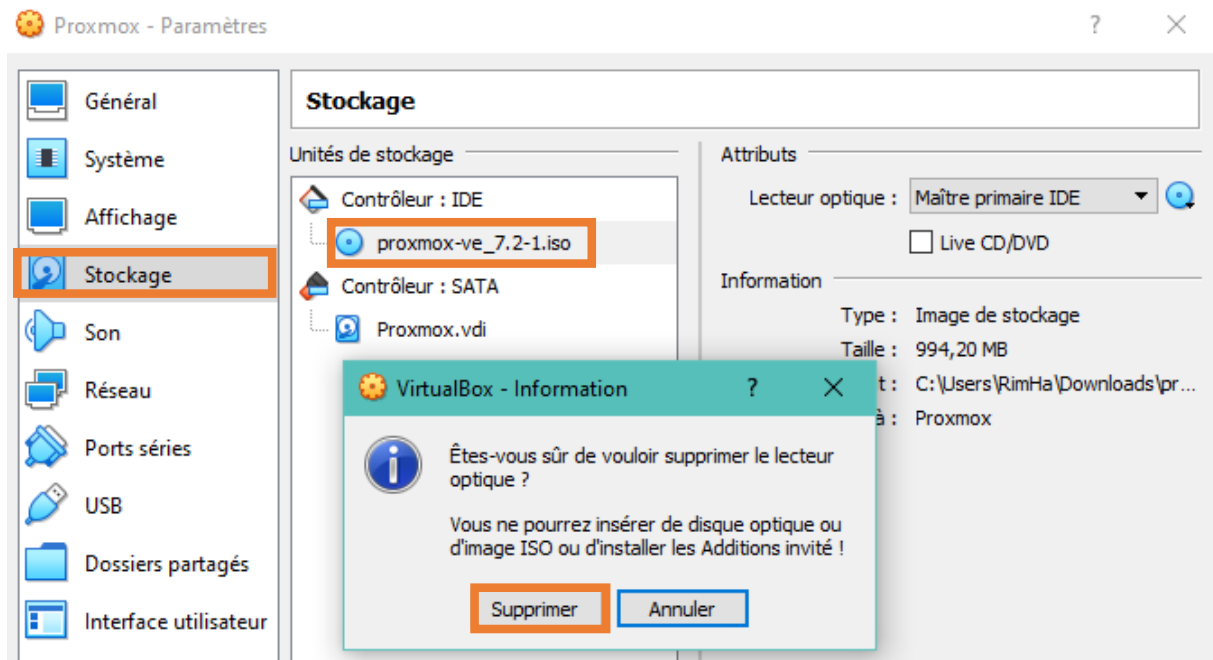 Proxmox - Paramètres
?
Général
Système
Affichage
Stockage
Son
Réseau
Ports séries
USB
Dossiers partagés
Interface utilisateur
Stockage
Unités de stockage
Contrôleur : IDE
proxmox-ve_7.2-1.iso
Contrôleur : SATA
Proxmox.vdi
Attributs
Lecteur optique : Maître primaire IDE
Live CD/DVD
Information
Type : Image de stockage
Taille : 994,20 MB
t : C:\Users\RimHa\Downloads\pr...
à : Proxmox
VirtualBox - Information ?
Êtes-vous sûr de vouloir supprimer le lecteur
optique ?
Vous ne pourrez insérer de disque optique ou
d'image ISO ou d'installer les Additions invité !
Supprimer
Annuler